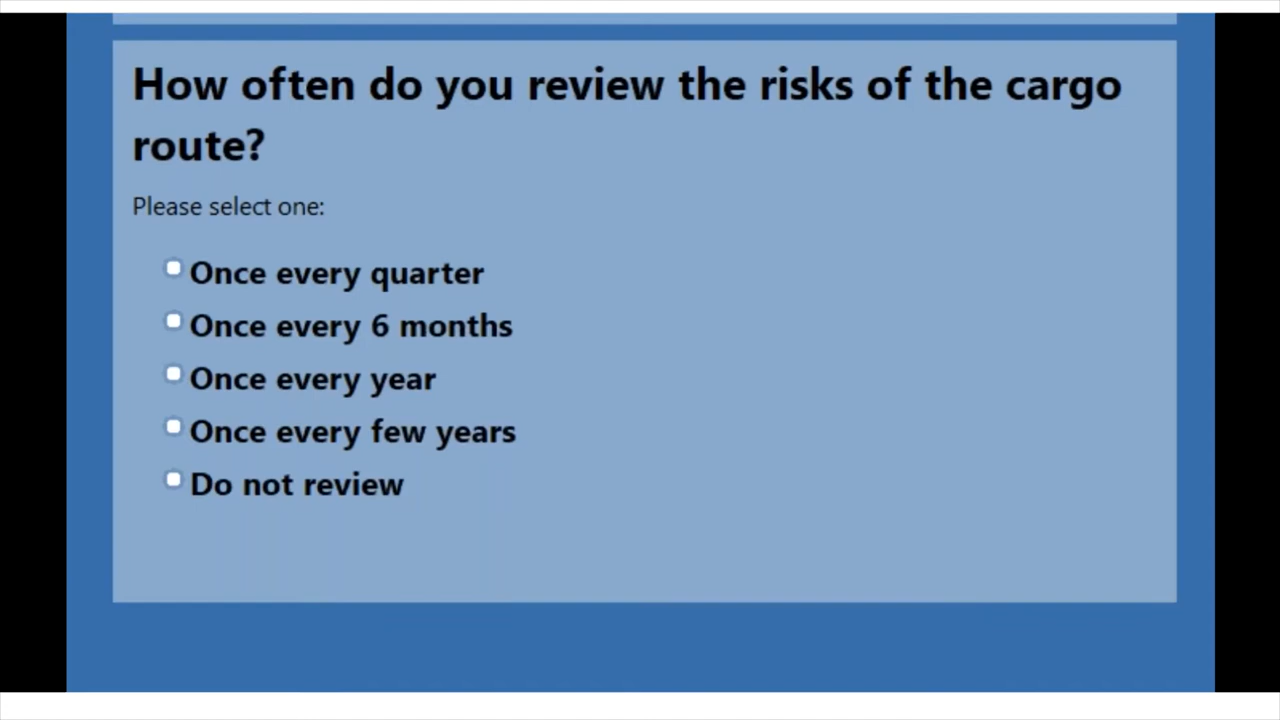 How often do you review the risks of the cargo
route?
Please select one:
Once every quarter
Once every 6 months
Once every year
Once every few years
Do not review